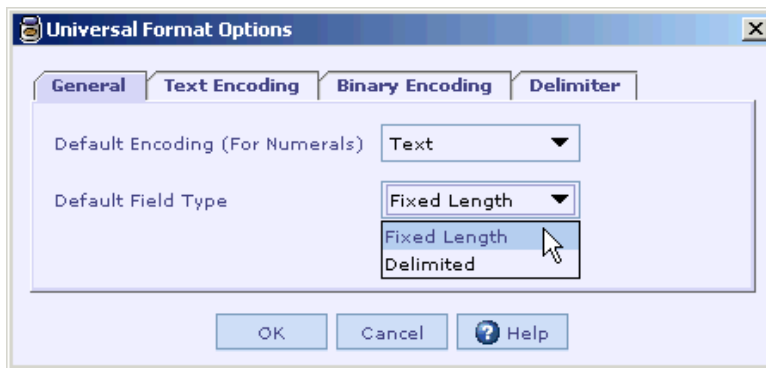 Universal Format Options
General Text Encoding Binary Encoding Delimiter
Default Encoding (For Numerals) Text
Default Field Type Fixed Length
Fixed Length
Delimited
OK Cancel Help